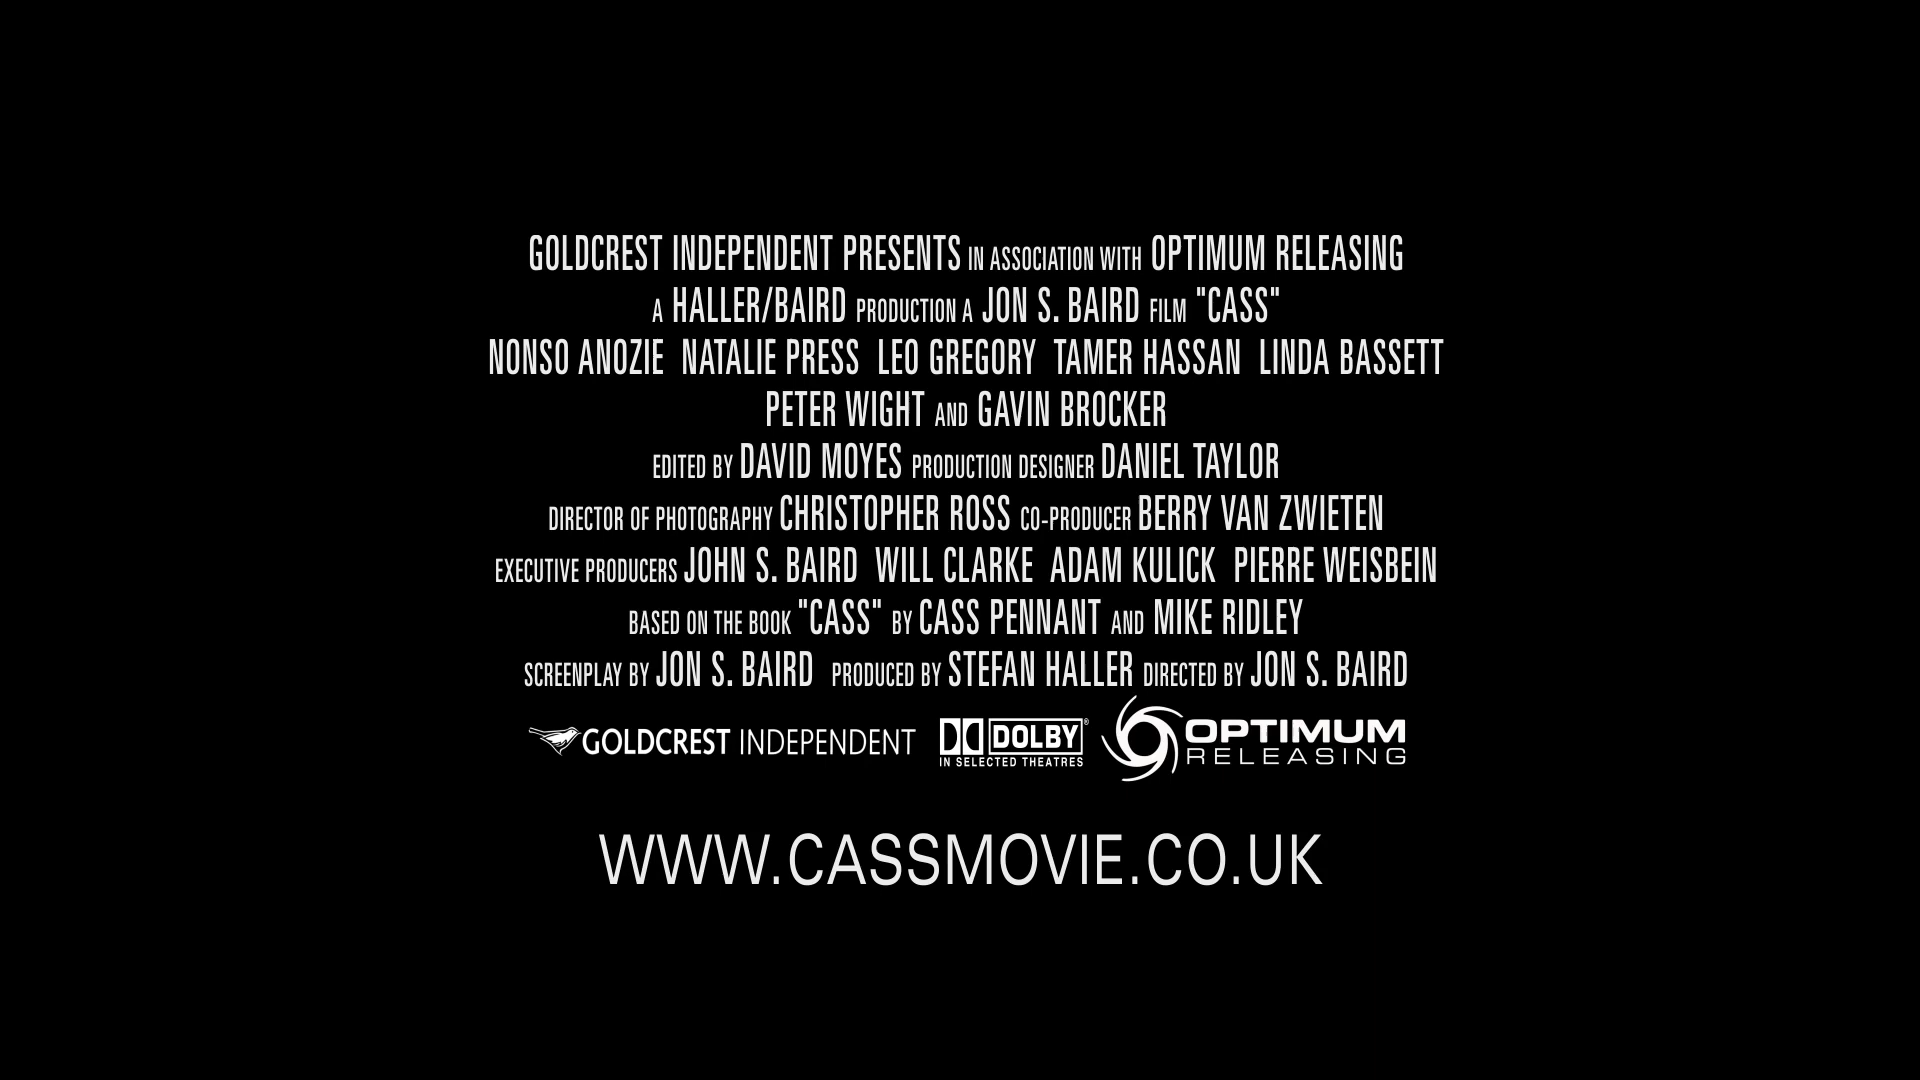 GOLDCREST INDEPENDENT PRESENTS IN ASSOCIATION WITH OPTIMUM RELEASING
A HALLER/BAIRD PRODUCTION A JON S. BAIRD FILM "CASS"
NONSO ANOZIE NATALIE PRESS LEO GREGORY TAMER HASSAN LINDA BASSETT
PETER WIGHT AND GAVIN BROCKER
EDITED BY DAVID MOYES PRODUCTION DESIGNER DANIEL TAYLOR
DIRECTOR OF PHOTOGRAPHY CHRISTOPHER ROSS CO-PRODUCER BERRY VAN ZWIETEN
EXECUTIVE PRODUCERS JOHN S. BAIRD WILL CLARKE ADAM KULICK PIERRE WEISBEIN
BASED ON THE BOOK "CASS" BY CASS PENNANT AND MIKE RIDLEY
SCREENPLAY BY JON S. BAIRD PRODUCED BY STEFAN HALLER DIRECTED BY JON S. BAIRD
GOLDCREST INDEPENDENT
DOLBY®
IN SELECTED THEATRES
OPTIMUM
RELEASING
WWW.CASSMOVIE.CO.UK